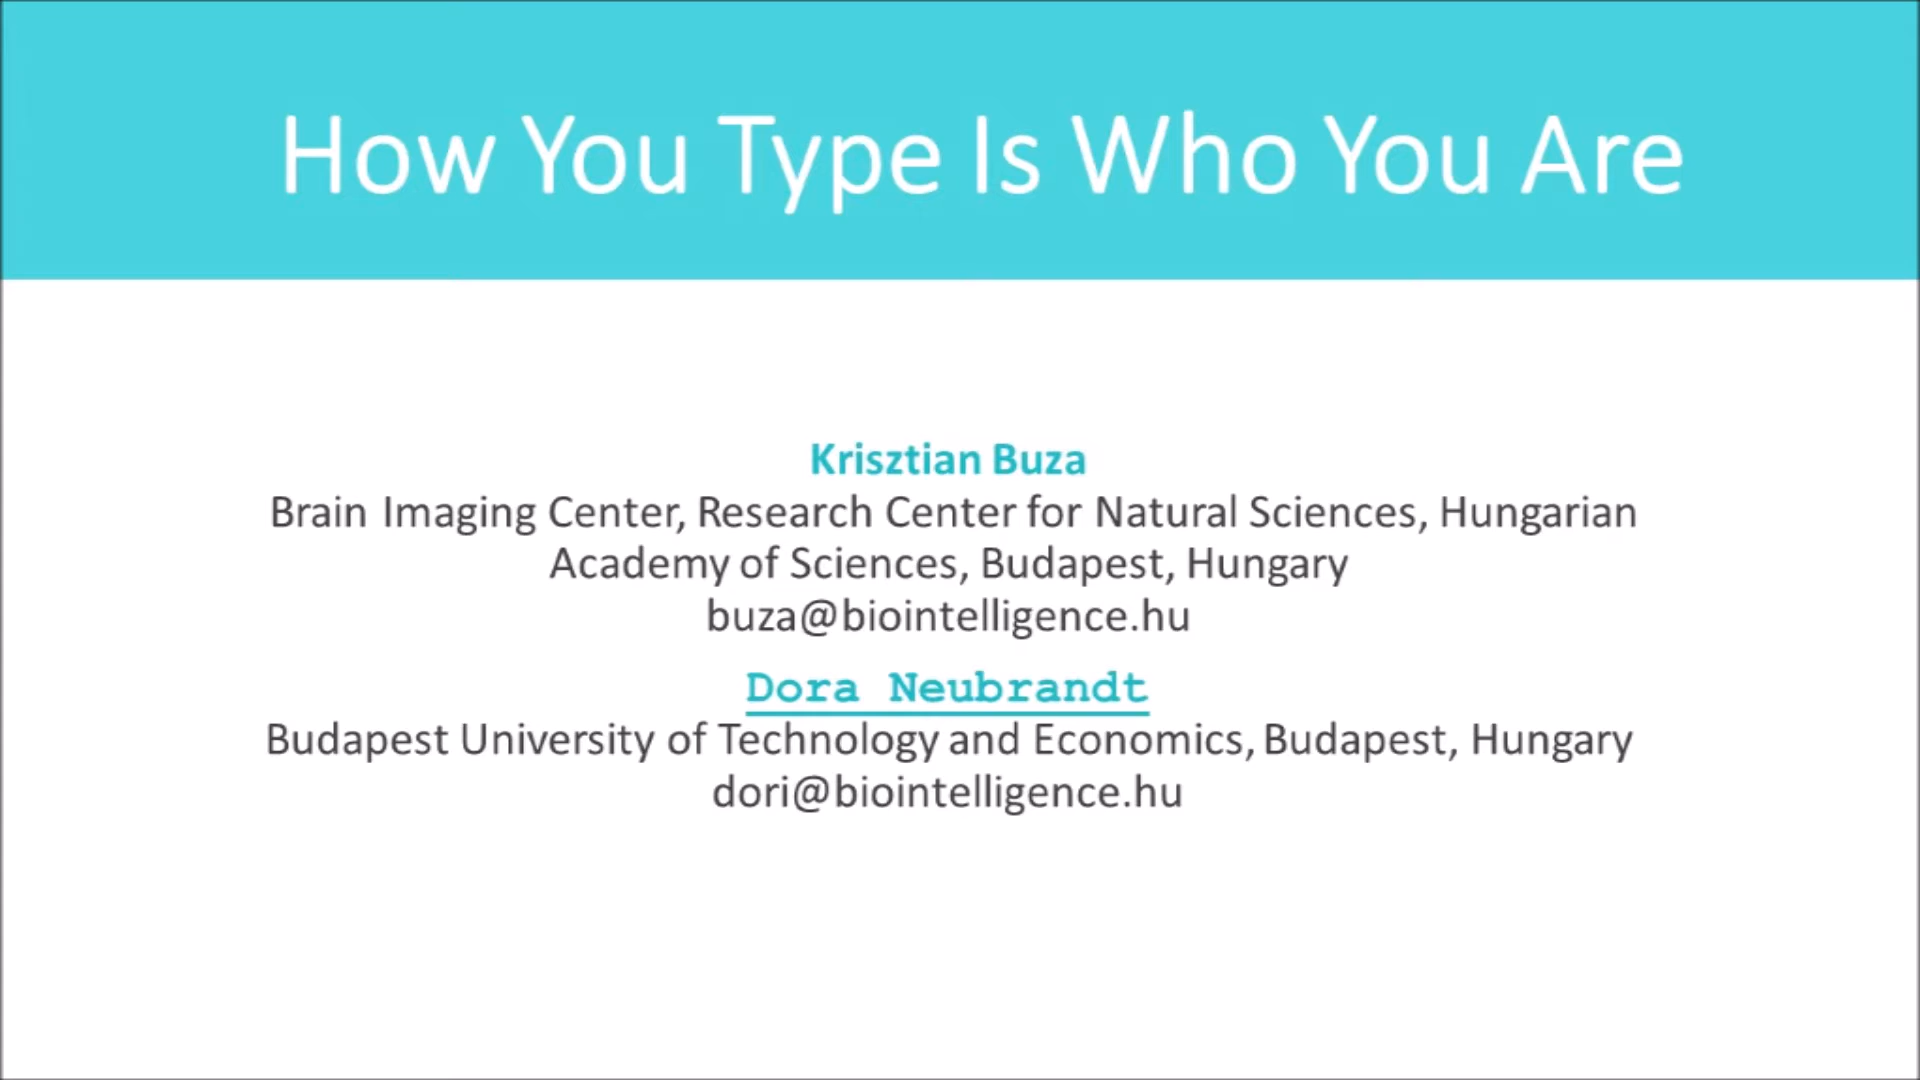 How You Type Is Who You Are
Krisztian Buza
Brain Imaging Center, Research Center for Natural Sciences, Hungarian
Academy of Sciences, Budapest, Hungary
buza@biointelligence.hu
Dora Neubrandt
Budapest University of Technology and Economics, Budapest, Hungary
dori@biointelligence.hu